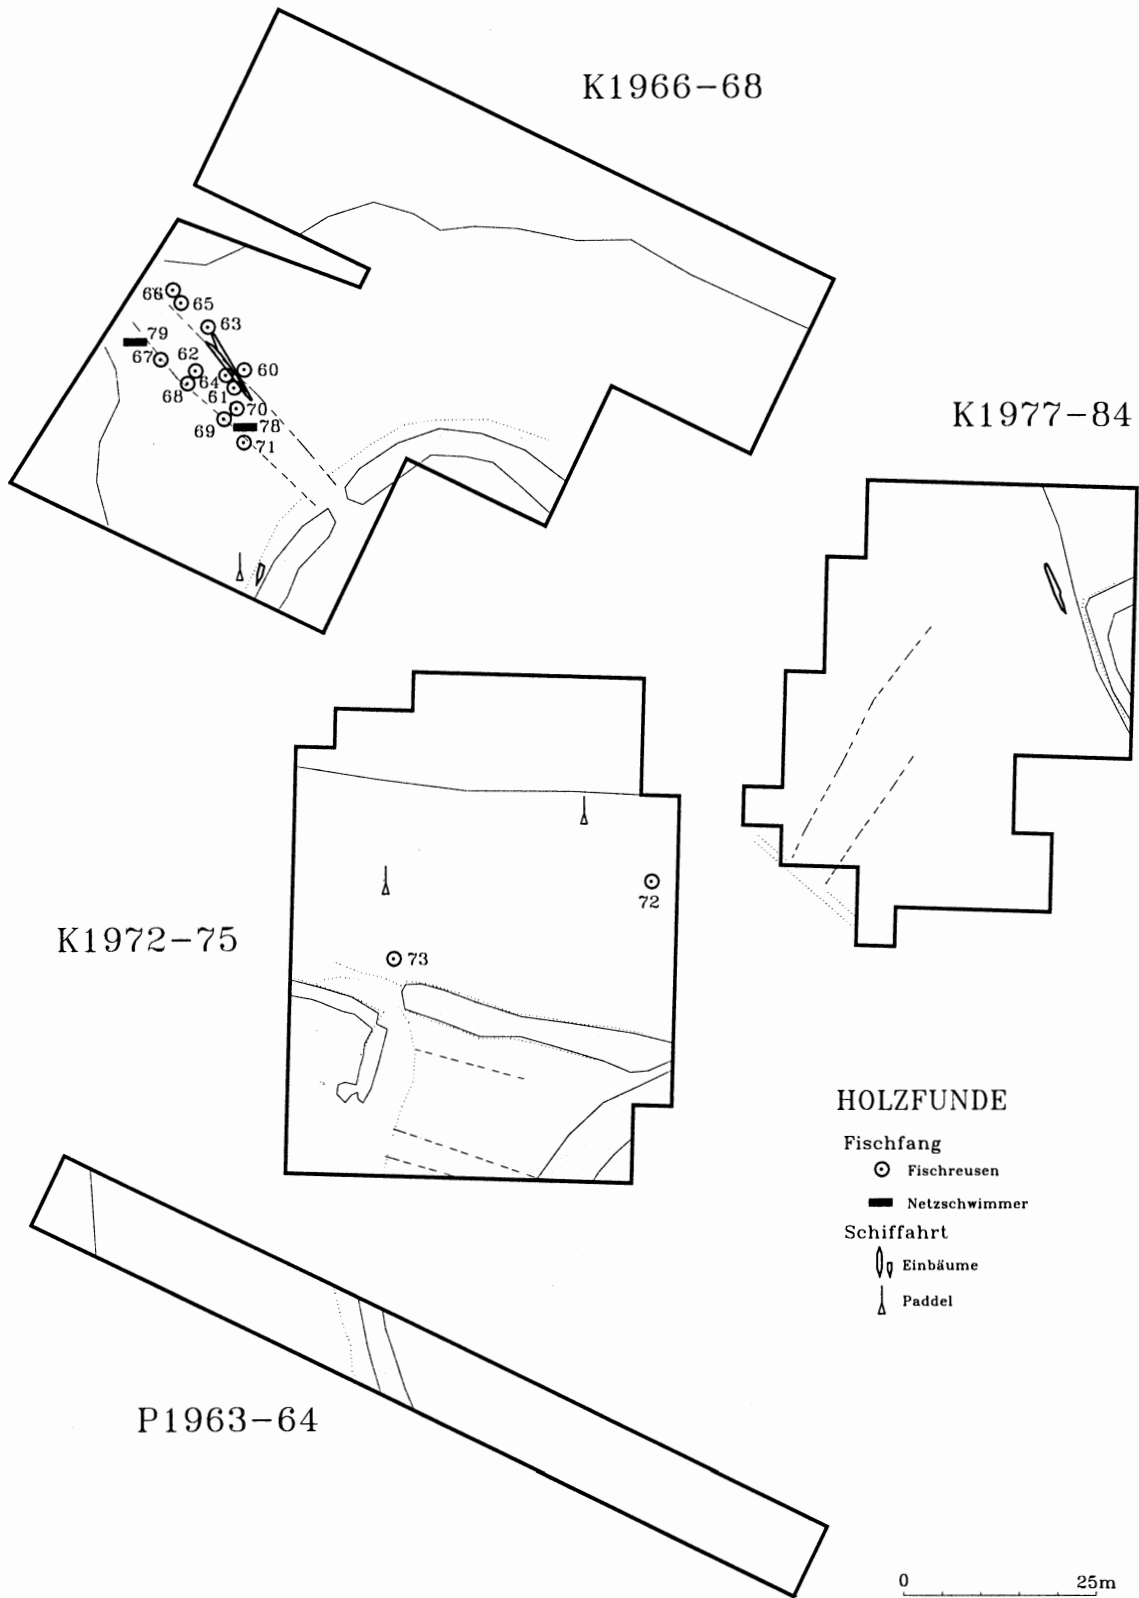 K1966-68
66
65
63
79
67
62
60
68
64
61
70
69
78
71
K1977-84
K1972-75
72
73
HOLZFUNDE
Fischfang
Fischreusen
Netzschwimmer
Schiffahrt
Einbäume
Paddel
P1963-64
0 25m